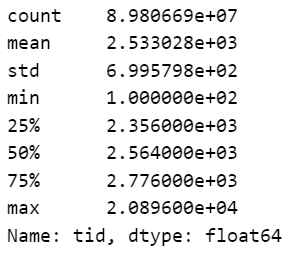 count    8.980669e+07
mean     2.533028e+03
std      6.995798e+02
min      1.000000e+02
25%      2.356000e+03
50%      2.564000e+03
75%      2.776000e+03
max      2.089600e+04
Name: tid, dtype: float64